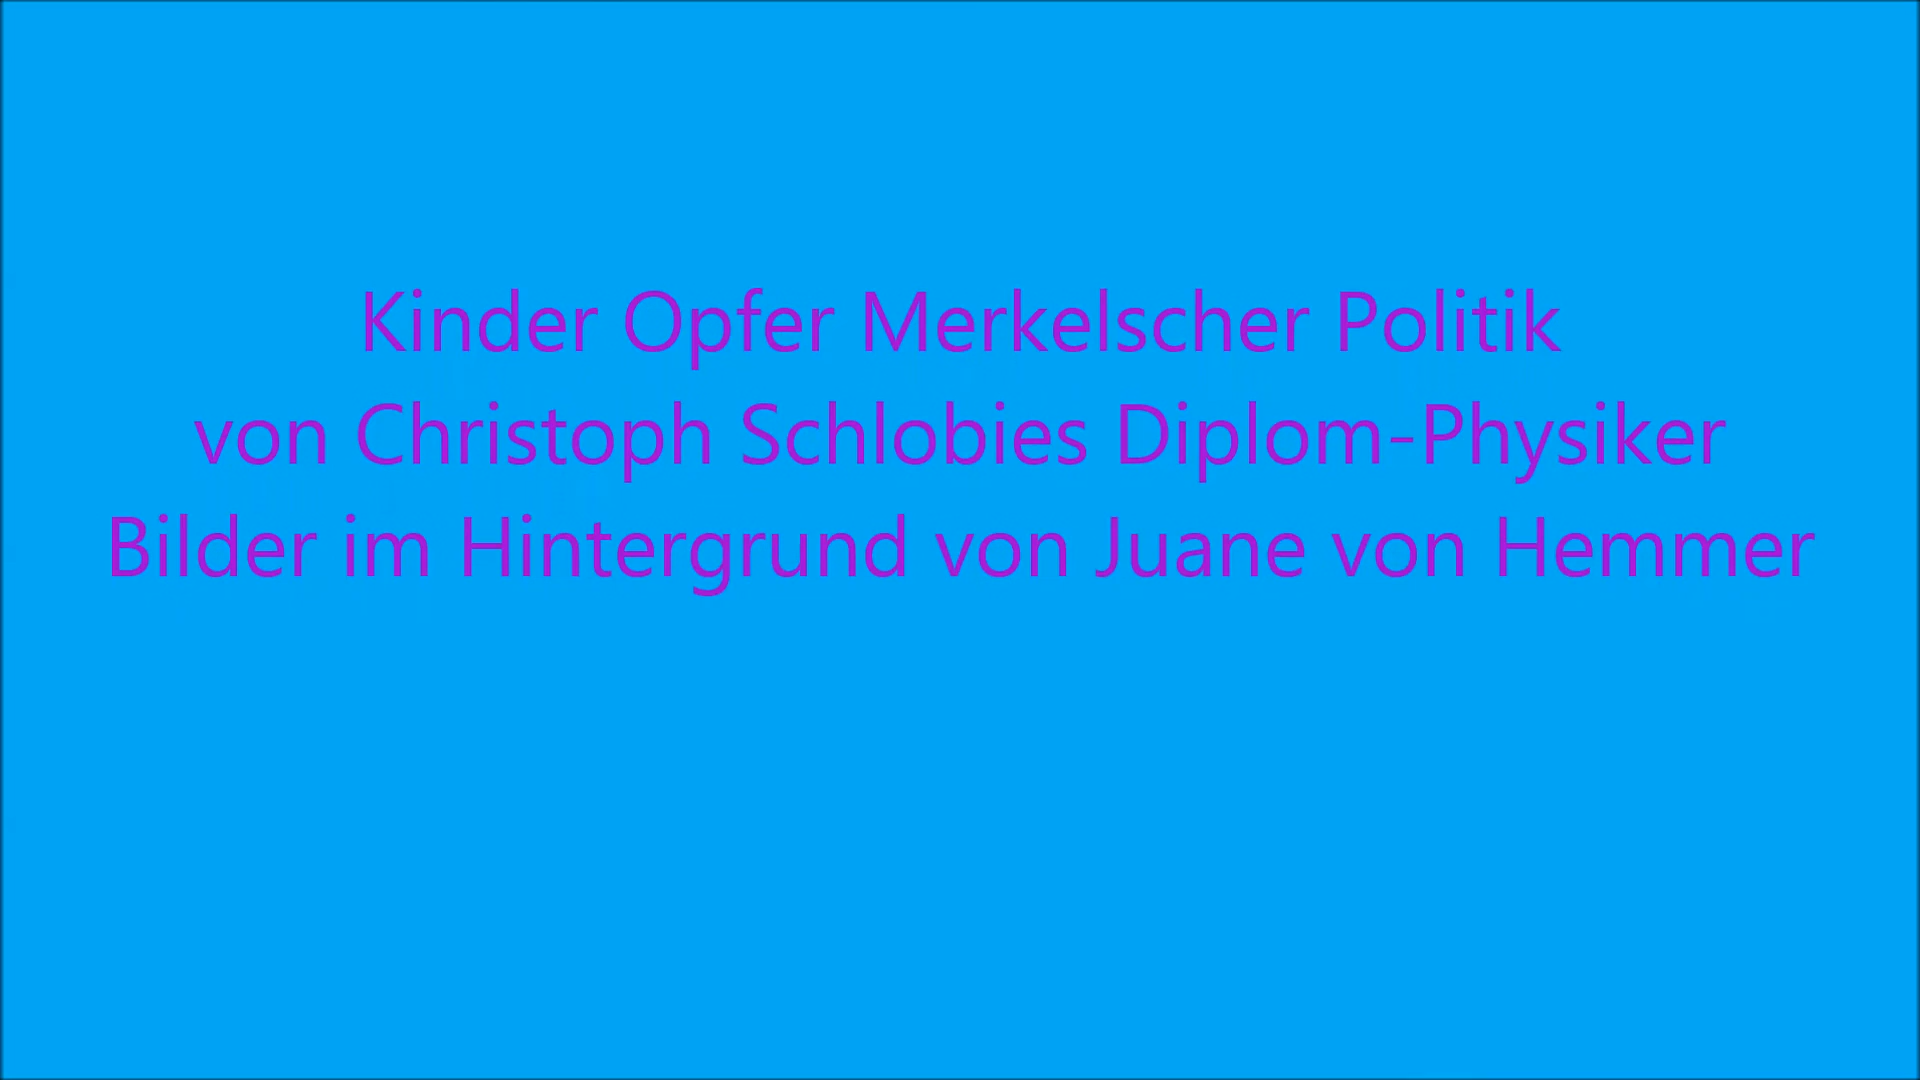 Kinder Opfer Merkelscher Politik
von Christoph Schlobies Diplom-Physiker
Bilder im Hintergrund von Juane von Hemmer